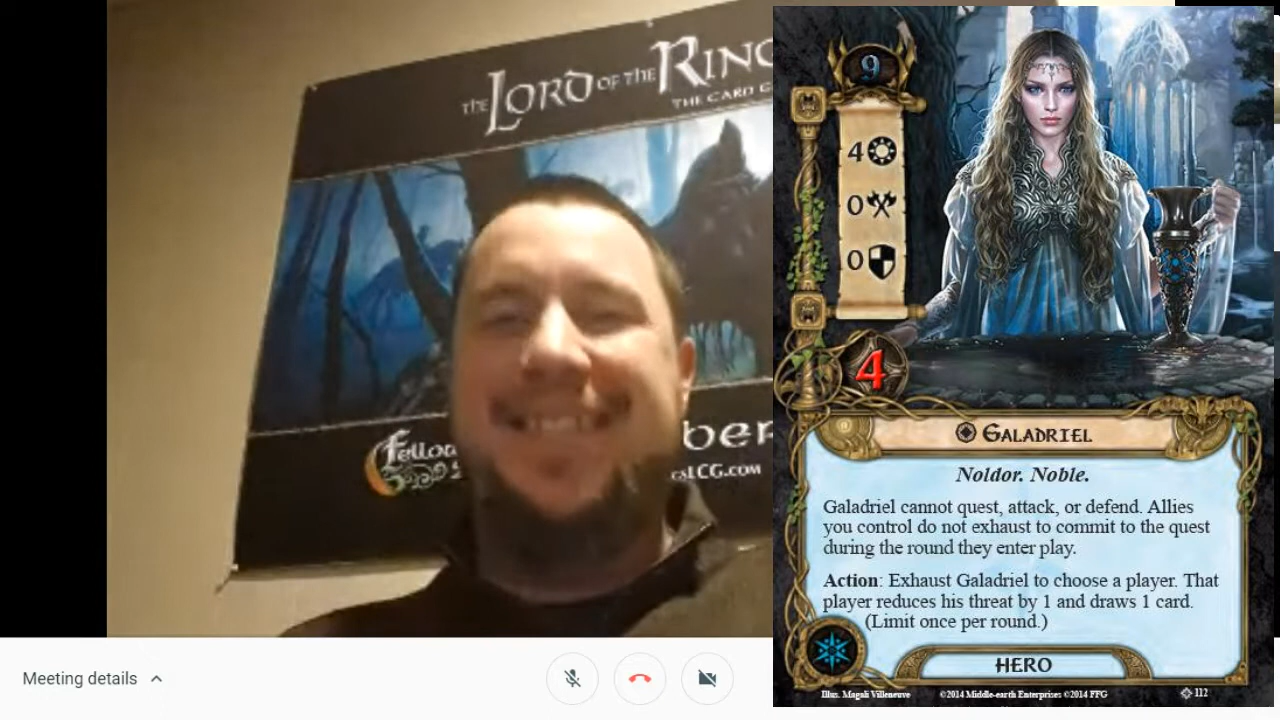 THE LORD OF THE RING
THE CARD G
Fellow
ber
LCG.COM
9
4
0
0
4
GALADRIEL
Noldor. Noble.
Galadriel cannot quest, attack, or defend. Allies
you control do not exhaust to commit to the quest
during the round they enter play.
Action: Exhaust Galadriel to choose a player. That
player reduces his threat by 1 and draws 1 card.
(Limit once per round.)
HERO
Illus. Magali Villeneuve ©2014 Middle-earth Enterprises ©2014 FFG 112
Meeting details